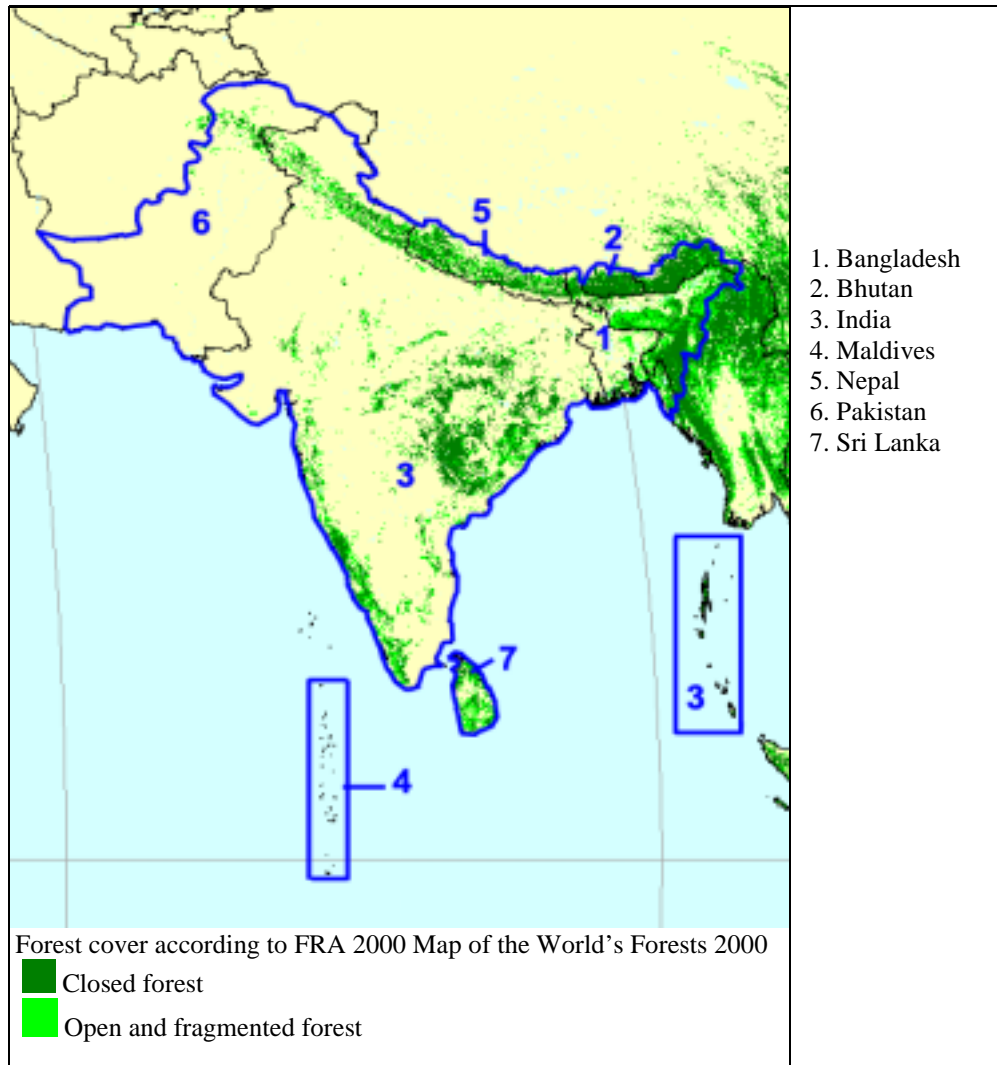 6
5
2
1
3
7
3
4
1. Bangladesh
2. Bhutan
3. India
4. Maldives
5. Nepal
6. Pakistan
7. Sri Lanka
Forest cover according to FRA 2000 Map of the World's Forests 2000
Closed forest
Open and fragmented forest